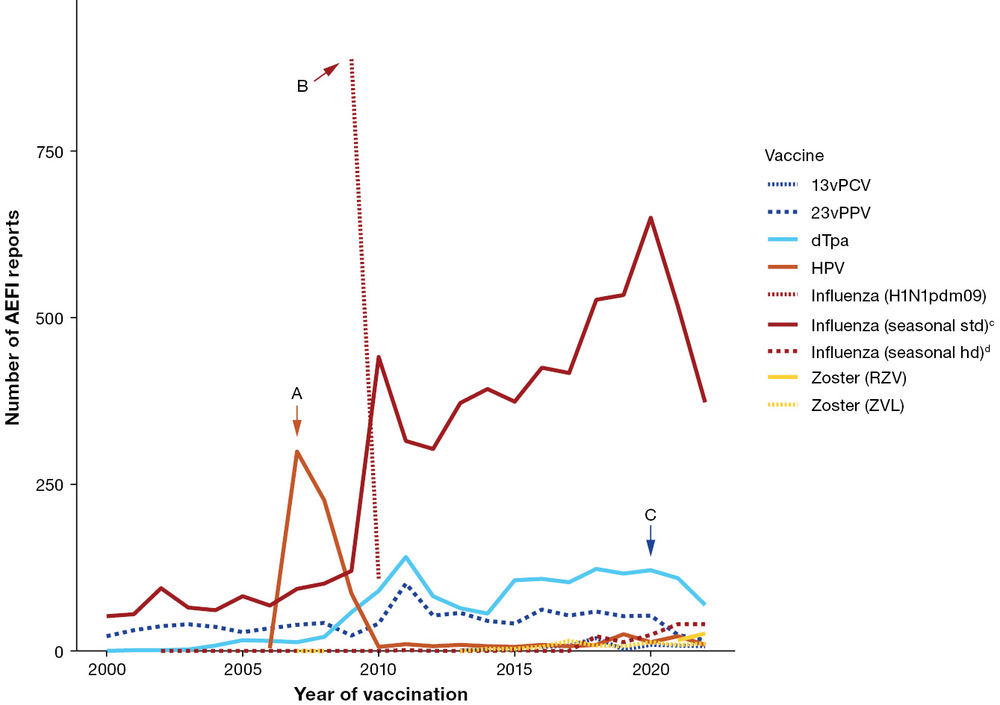 B
750
Vaccine
13vPCV
23vPPV
dTpa
HPV
Influenza (H1N1pdm09)
Influenza (seasonal std)c
Influenza (seasonal hd)d
Zoster (RZV)
Zoster (ZVL)
Number of AEFI reports
500
A
250
C
0
2000 2005 2010 2015 2020
Year of vaccination